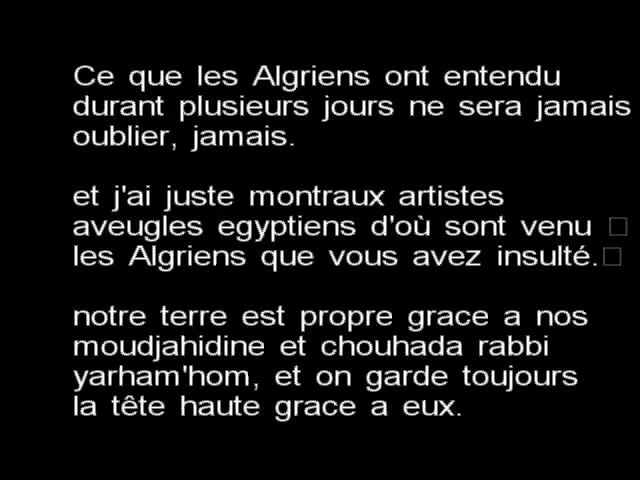 Ce que les Algriens ont entendu
durant plusieurs jours ne sera jamais
oublier, jamais.
et j'ai juste montraux artistes
aveugles egyptiens d'où sont venu □
les Algriens que vous avez insulté.□
notre terre est propre grace a nos
moudjahidine et chouhada rabbi
yarham'hom, et on garde toujours
la tête haute grace a eux.